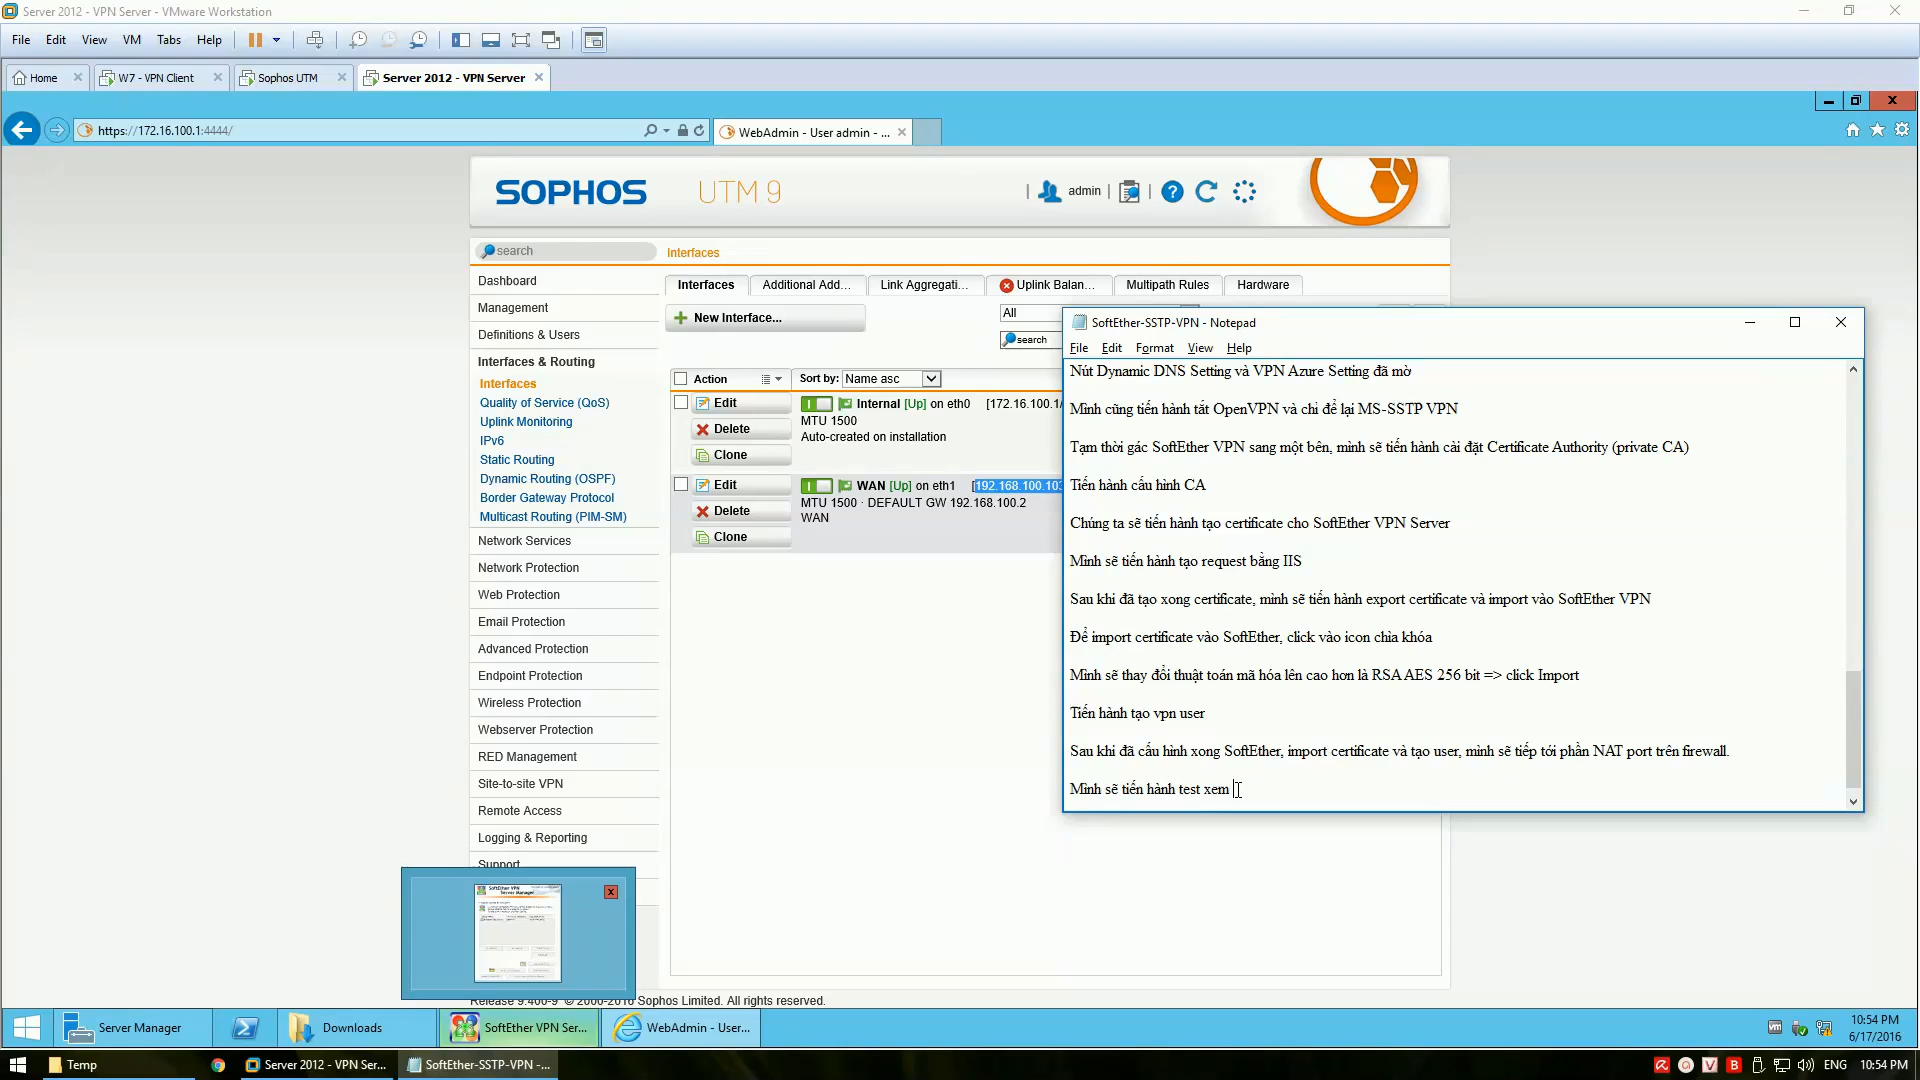 Server 2012 - VPN Server - VMware Workstation
File Edit View VM Tabs Help
Home W7 - VPN Client Sophos UTM Server 2012 - VPN Server
https://172.16.100.1:4444/ WebAdmin - User admin - ...
SOPHOS UTM 9
admin
search
Interfaces
Dashboard
Management
Definitions & Users
Interfaces & Routing
Interfaces
Quality of Service (QoS)
Uplink Monitoring
IPv6
Static Routing
Dynamic Routing (OSPF)
Border Gateway Protocol
Multicast Routing (PIM-SM)
Network Services
Network Protection
Web Protection
Email Protection
Advanced Protection
Endpoint Protection
Wireless Protection
Webserver Protection
RED Management
Site-to-site VPN
Remote Access
Logging & Reporting
Support
Interfaces Additional Add... Link Aggregati... Uplink Balan... Multipath Rules Hardware
New Interface...
All
search
Action Sort by: Name asc
Edit
Delete
Clone
Internal [Up] on eth0 [172.16.100.1/
MTU 1500
Auto-created on installation
Edit
Delete
Clone
WAN [Up] on eth1 [192.168.100.103
MTU 1500 · DEFAULT GW 192.168.100.2
WAN
SoftEther-SSTP-VPN - Notepad
File Edit Format View Help
Nút Dynamic DNS Setting và VPN Azure Setting đã mờ
Mình cũng tiến hành tắt OpenVPN và chỉ để lại MS-SSTP VPN
Tạm thời gác SoftEther VPN sang một bên, mình sẽ tiến hành cài đặt Certificate Authority (private CA)
Tiến hành cấu hình CA
Chúng ta sẽ tiến hành tạo certificate cho SoftEther VPN Server
Mình sẽ tiến hành tạo request bằng IIS
Sau khi đã tạo xong certificate, mình sẽ tiến hành export certificate và import vào SoftEther VPN
Để import certificate vào SoftEther, click vào icon chìa khóa
Mình sẽ thay đổi thuật toán mã hóa lên cao hơn là RSA AES 256 bit => click Import
Tiến hành tạo vpn user
Sau khi đã cấu hình xong SoftEther, import certificate và tạo user, mình sẽ tiếp tới phần NAT port trên firewall.
Mình sẽ tiến hành test xem
SoftEther VPN
Server Manager
Release 9.400-9 © 2000-2016 Sophos Limited. All rights reserved.
Server Manager Downloads SoftEther VPN Ser... WebAdmin - User...
10:54 PM
6/17/2016
Temp Server 2012 - VPN Ser... SoftEther-SSTP-VPN -...
ENG 10:54 PM